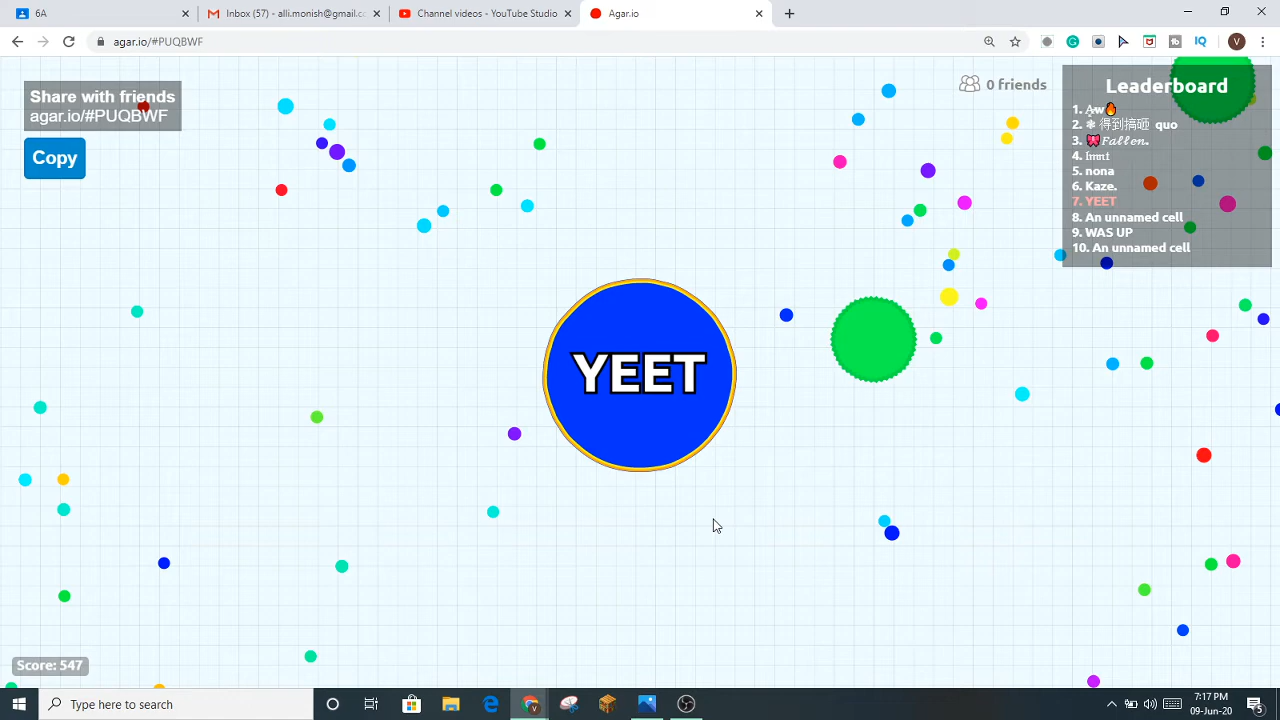 6A
Inbox (57) - alli.monish@gmail.c
Channel videos - YouTube Studio
Agar.io
agar.io/#PUQBWF
IQ
V
Share with friends
agar.io/#PUQBWF
Copy
0 friends
Leaderboard
2. ❃ 得到搞砸 quo
3. 🎀𝓕𝓪𝓵𝓵𝓮𝓷.
5. nona
6. Kaze.
7. YEET
8. An unnamed cell
9. WAS UP
10. An unnamed cell
YEET
Score: 547
Type here to search
7:17 PM
09-Jun-20
5